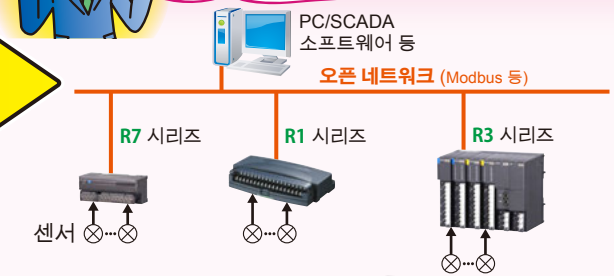 PC/SCADA
소프트웨어 등
오픈 네트워크 (Modbus 등)
R7 시리즈
R1 시리즈
R3 시리즈
센서